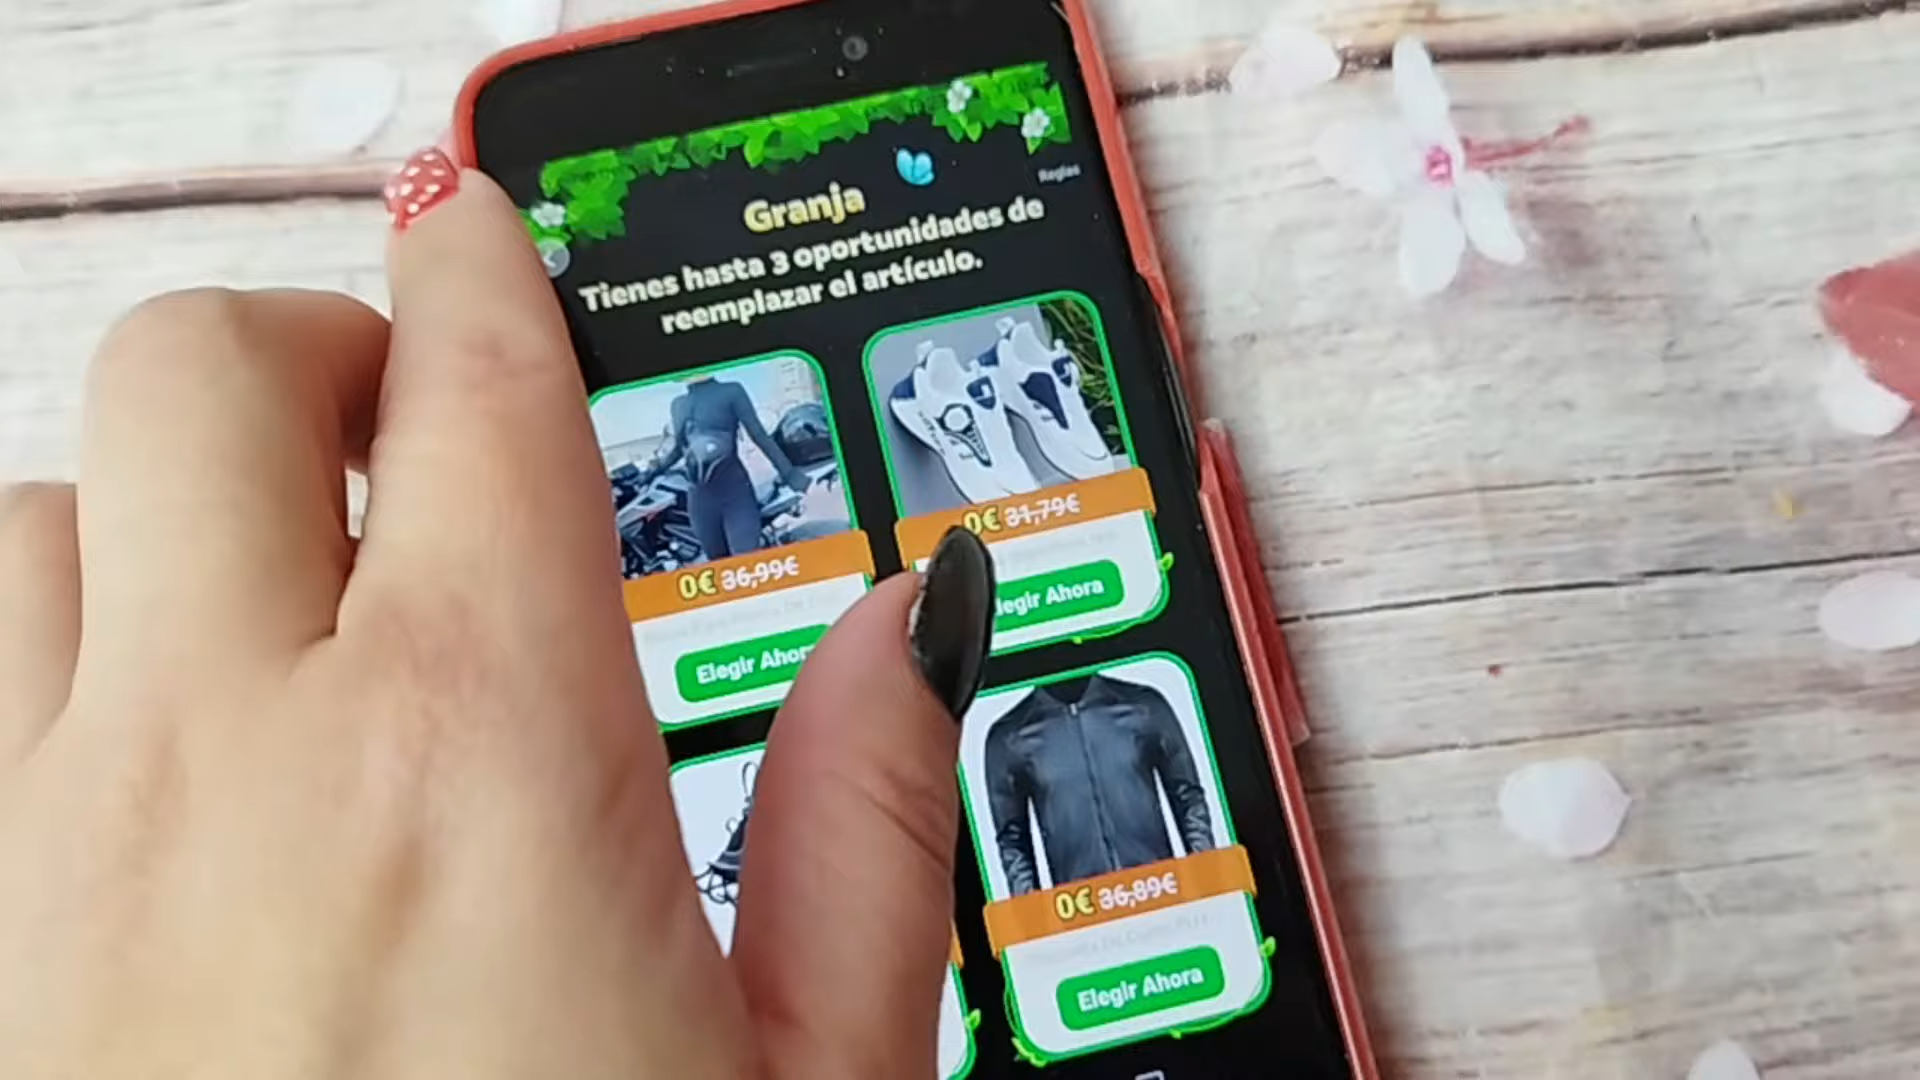 Reglas
Granja
Tienes hasta 3 oportunidades de
reemplazar el artículo.
0€ 36,99€
Elegir Ahora
0€ 31,79€
Elegir Ahora
0€ 36,89€
Elegir Ahora